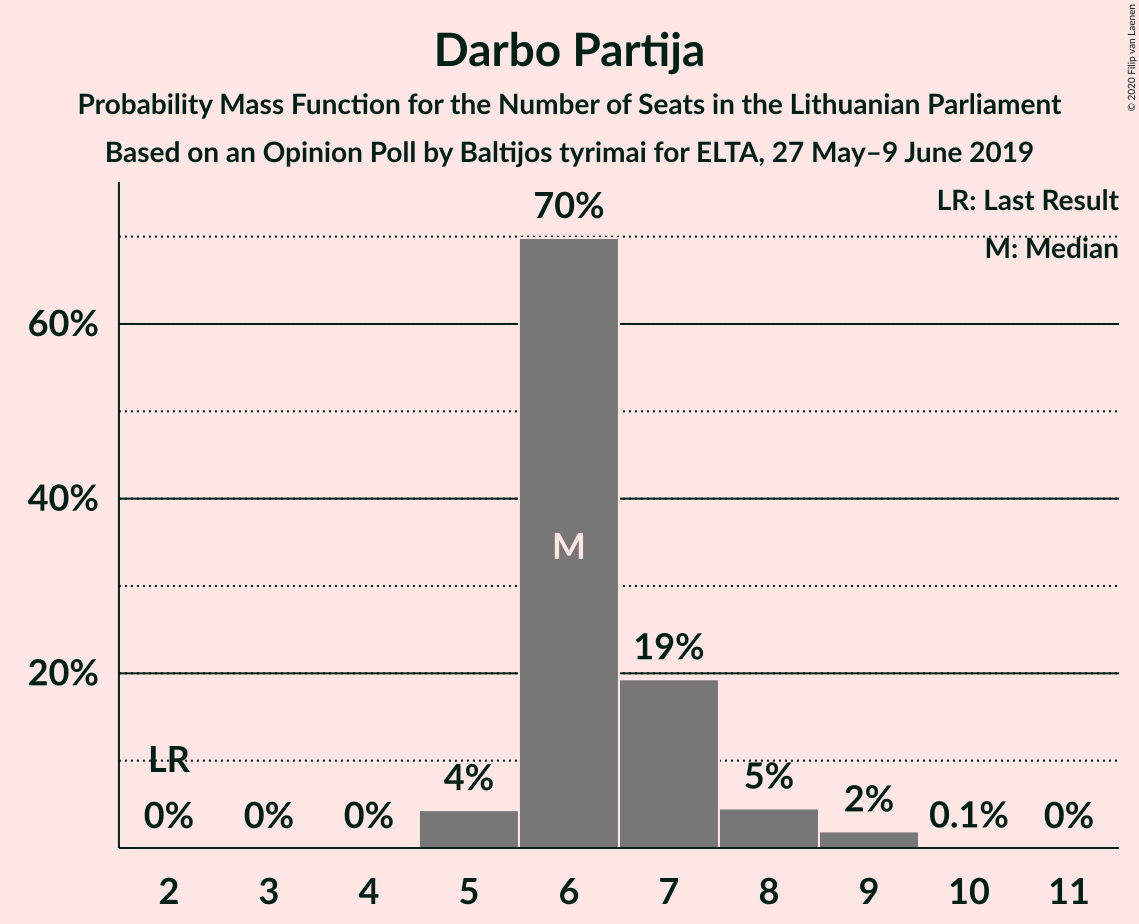 Darbo Partija
Probability Mass Function for the Number of Seats in the Lithuanian Parliament
Based on an Opinion Poll by Baltijos tyrimai for ELTA, 27 May–9 June 2019
© 2020 Filip van Laenen
LR: Last Result
M: Median
70%
60%
40%
M
19%
20%
LR
4%
5%
2%
0%
0%
0%
0.1%
0%
2
3
4
5
6
7
8
9
10
11